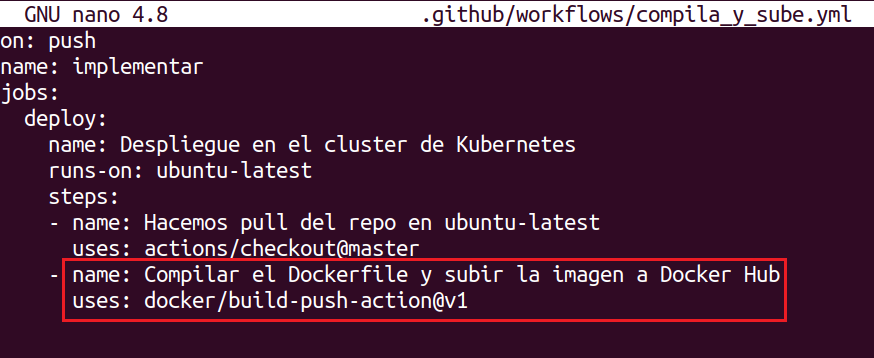 GNU nano 4.8 .github/workflows/compila_y_sube.yml
on: push
name: implementar
jobs:
  deploy:
    name: Despliegue en el cluster de Kubernetes
    runs-on: ubuntu-latest
    steps:
    - name: Hacemos pull del repo en ubuntu-latest
      uses: actions/checkout@master
    - name: Compilar el Dockerfile y subir la imagen a Docker Hub
      uses: docker/build-push-action@v1